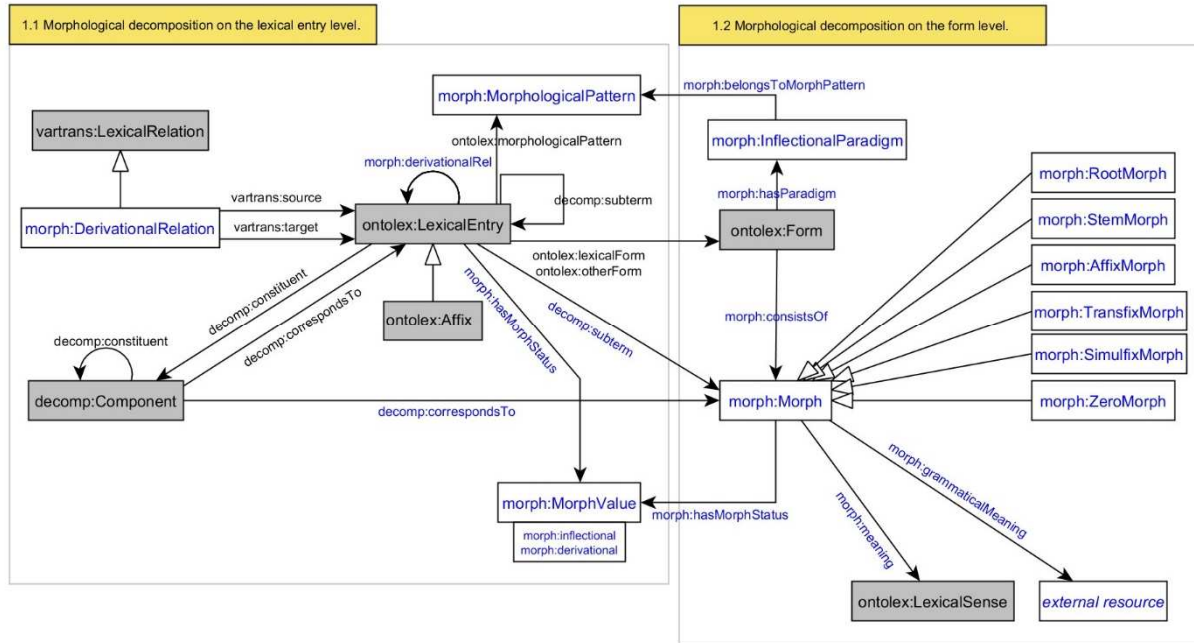 1.1 Morphological decomposition on the lexical entry level.
1.2 Morphological decomposition on the form level.
morph:MorphologicalPattern
morph:belongsToMorphPattern
vartrans:LexicalRelation
ontolex:morphologicalPattern
morph:InflectionalParadigm
morph:derivationalRel
morph:RootMorph
vartrans:source
decomp:subterm
morph:hasParadigm
morph:StemMorph
morph:DerivationalRelation
vartrans:target
ontolex:LexicalEntry
ontolex:Form
ontolex:lexicalForm
ontolex:otherForm
morph:AffixMorph
decomp:constituent
decomp:correspondsTo
ontolex:Affix
morph:hasMorphStatus
decomp:subterm
morph:consistsOf
morph:TransfixMorph
decomp:constituent
morph:SimulfixMorph
decomp:Component
decomp:correspondsTo
morph:Morph
morph:ZeroMorph
morph:MorphValue
morph:hasMorphStatus
morph:inflectional
morph:derivational
morph:meaning
morph:grammaticalMeaning
ontolex:LexicalSense
external resource